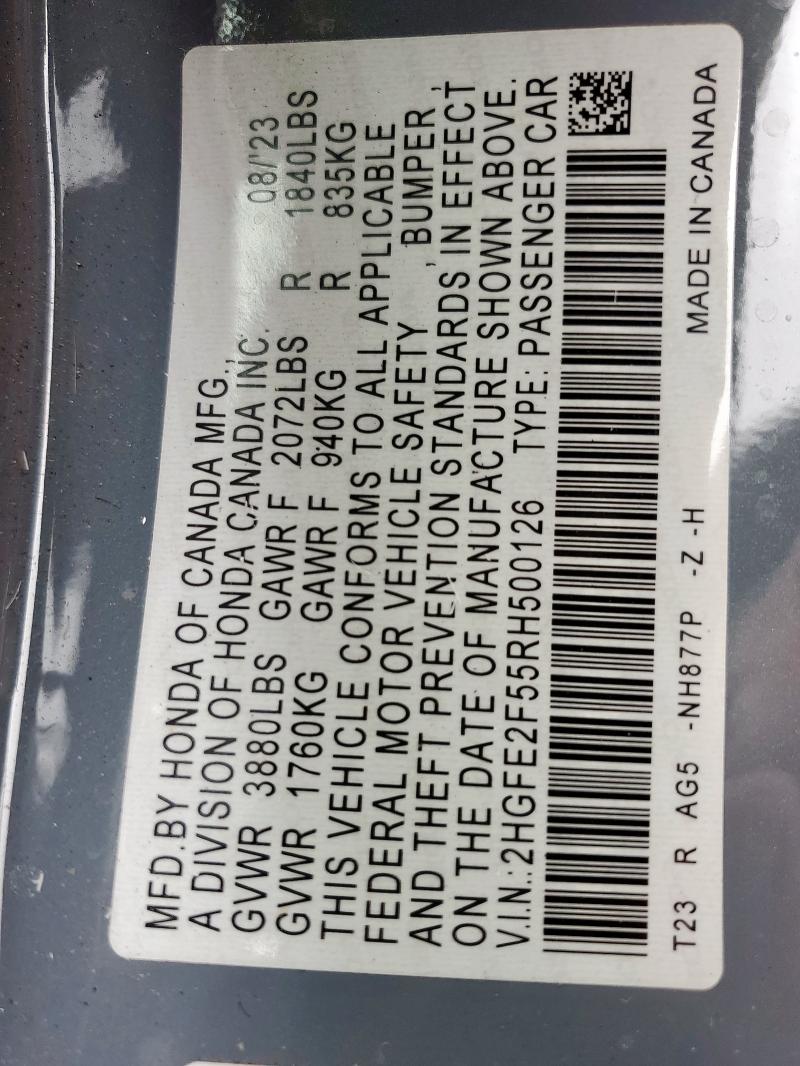 MFD.BY HONDA OF CANADA MFG.,
A DIVISION OF HONDA CANADA INC. 08/'23
GVWR 3880LBS GAWR F 2072LBS R 1840LBS
GVWR 1760KG GAWR F 940KG R 835KG
THIS VEHICLE CONFORMS TO ALL APPLICABLE
FEDERAL MOTOR VEHICLE SAFETY , BUMPER ,
AND THEFT PREVENTION STANDARDS IN EFFECT
ON THE DATE OF MANUFACTURE SHOWN ABOVE.
V.I.N.:2HGFE2F55RH500126 TYPE: PASSENGER CAR
T23 R AG5 -NH877P -Z -H MADE IN CANADA